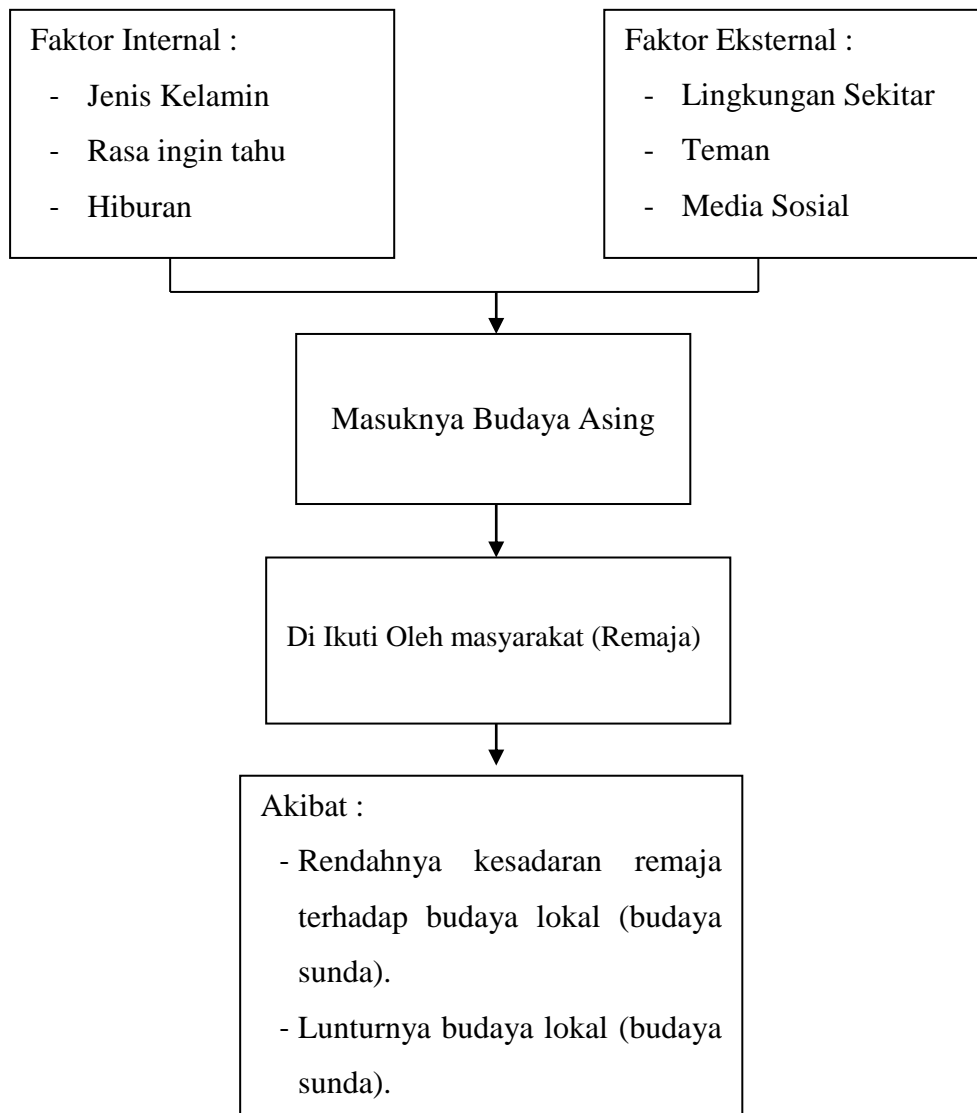 Faktor Internal :
- Jenis Kelamin
- Rasa ingin tahu
- Hiburan
Faktor Eksternal :
- Lingkungan Sekitar
- Teman
- Media Sosial
Masuknya Budaya Asing
Di Ikuti Oleh masyarakat (Remaja)
Akibat :
- Rendahnya kesadaran remaja
terhadap budaya lokal (budaya
sunda).
- Lunturnya budaya lokal (budaya
sunda).